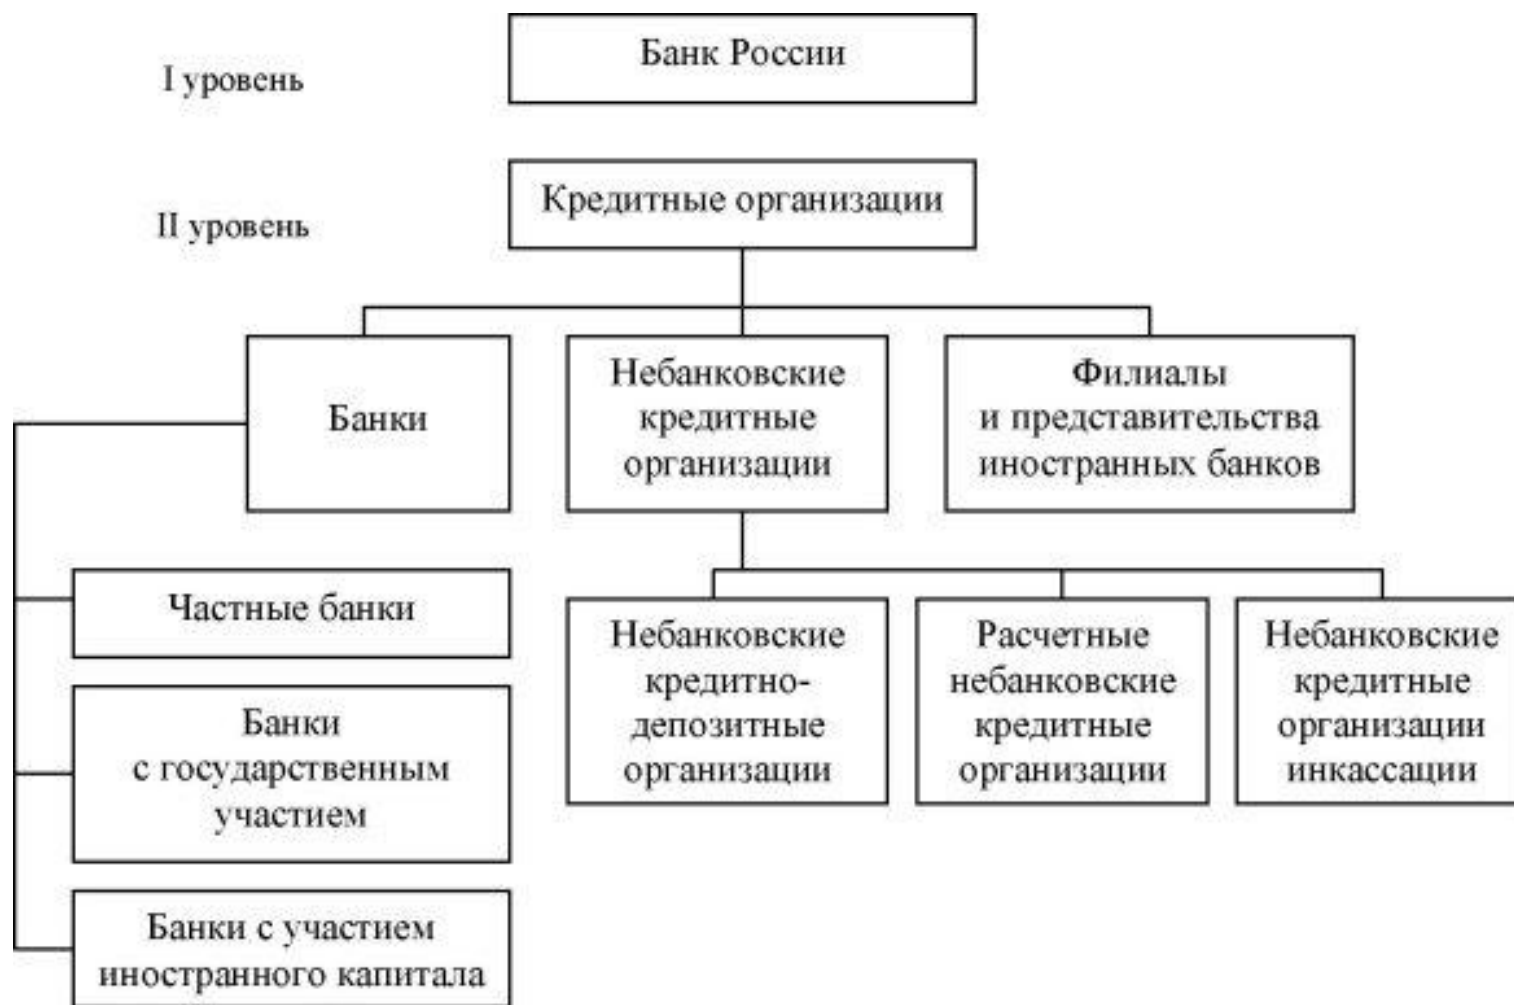 I уровень
Банк России
II уровень
Кредитные организации
Банки
Небанковские
кредитные
организации
Филиалы
и представительства
иностранных банков
Частные банки
Банки
с государственным
участием
Банки с участием
иностранного капитала
Небанковские
кредитно-
депозитные
организации
Расчетные
небанковские
кредитные
организации
Небанковские
кредитные
организации
инкассации